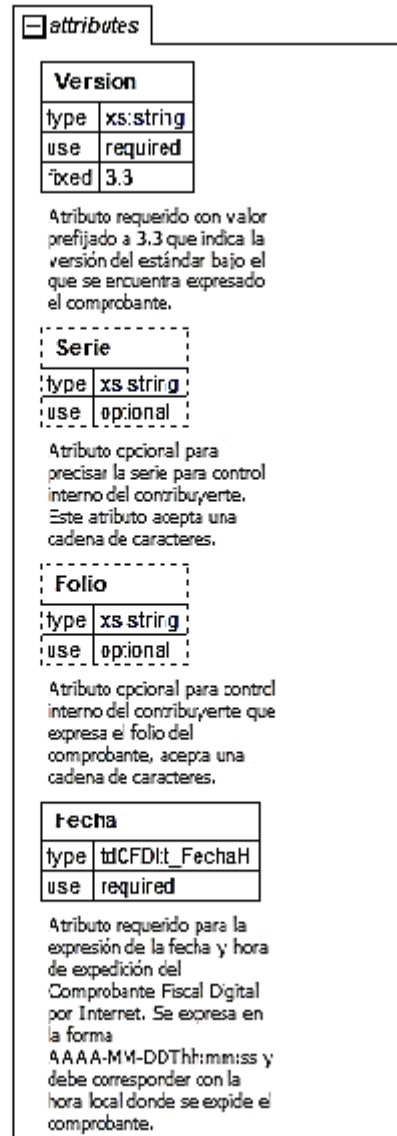 attributes
Version
type xs:string
use required
fixed 3.3
Atributo requerido con valor
prefijado a 3.3 que indica la
versión del estándar bajo el
que se encuentra expresado
el comprobante.
Serie
type xs:string
use optional
Atributo opcional para
precisar la serie para control
interno del contribuyente.
Este atributo acepta una
cadena de caracteres.
Folio
type xs:string
use optional
Atributo opcional para control
interno del contribuyente que
expresa el folio del
comprobante, acepta una
cadena de caracteres.
Fecha
type tdCFDI:t_FechaH
use required
Atributo requerido para la
expresión de la fecha y hora
de expedición del
Comprobante Fiscal Digital
por Internet. Se expresa en
la forma
AAAA-MM-DDThh:mm:ss y
debe corresponder con la
hora local donde se expide el
comprobante.